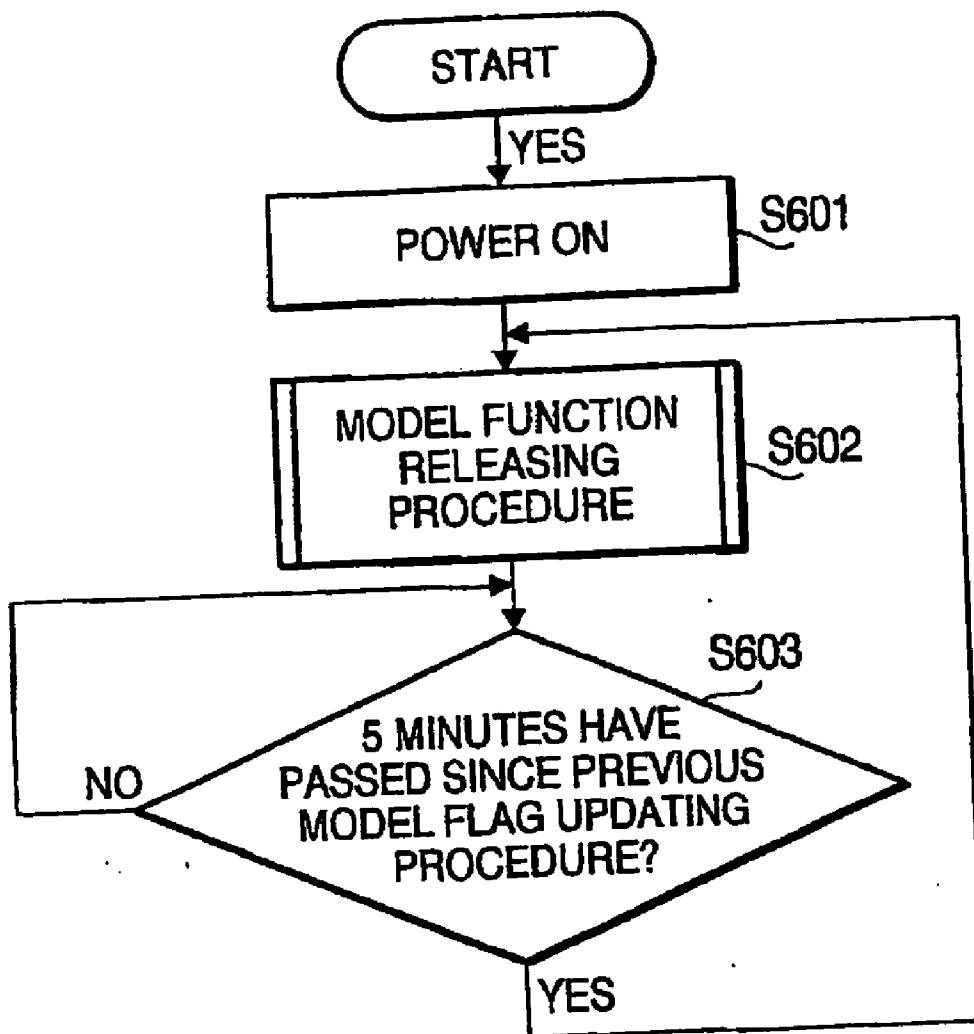 START
YES
POWER ON
S601
MODEL FUNCTION
RELEASING
PROCEDURE
S602
S603
5 MINUTES HAVE
PASSED SINCE PREVIOUS
MODEL FLAG UPDATING
PROCEDURE?
NO
YES